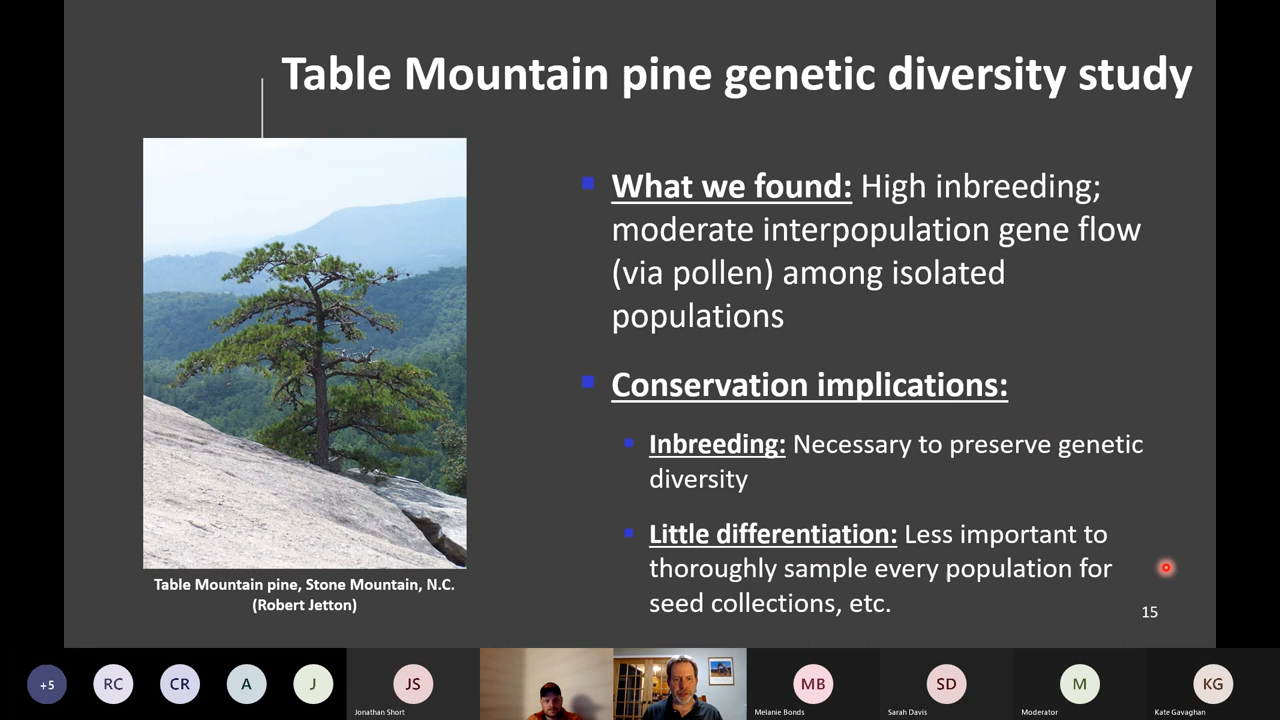 Table Mountain pine genetic diversity study
What we found: High inbreeding;
moderate interpopulation gene flow
(via pollen) among isolated
populations
Conservation implications:
Inbreeding: Necessary to preserve genetic
diversity
Little differentiation: Less important to
thoroughly sample every population for
seed collections, etc.
Table Mountain pine, Stone Mountain, N.C.
(Robert Jetton)
15
+5
RC
CR
A
J
JS
Jonathan Short
MB
Melanie Bonds
SD
Sarah Davis
M
Moderator
KG
Kate Gavaghan